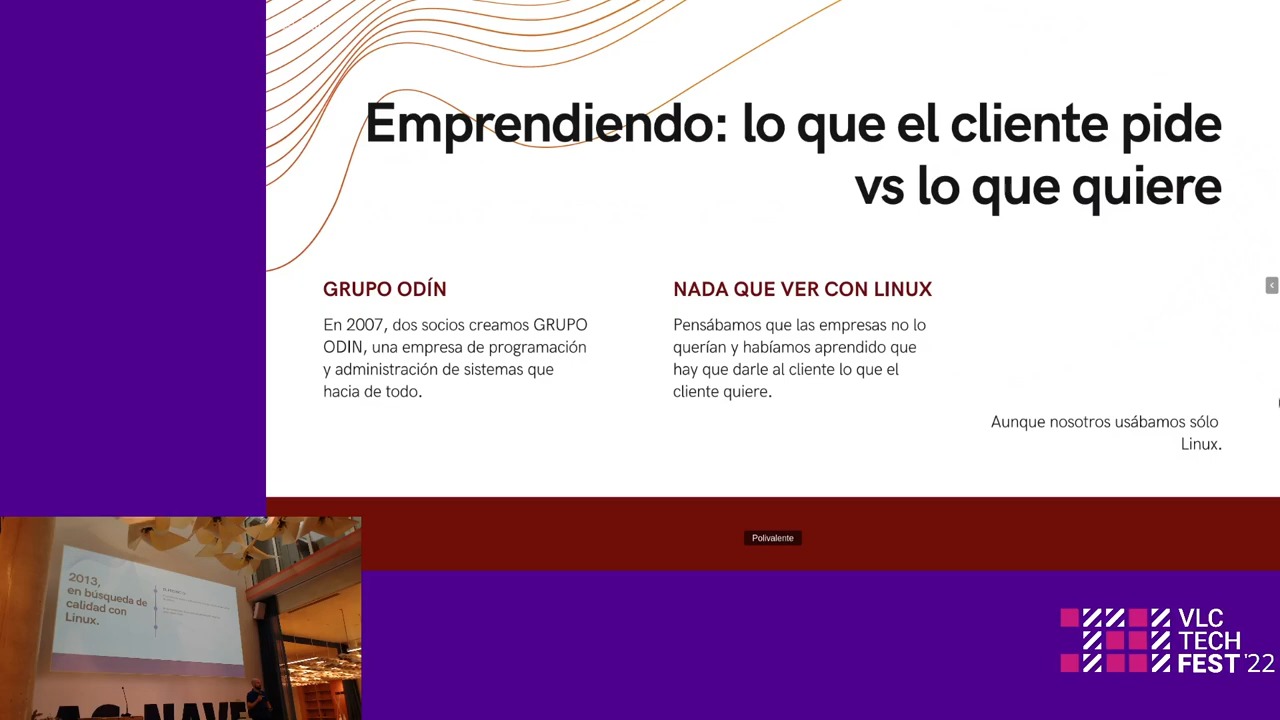 Emprendiendo: lo que el cliente pide
vs lo que quiere
GRUPO ODÍN
En 2007, dos socios creamos GRUPO
ODIN, una empresa de programación
y administración de sistemas que
hacia de todo.
NADA QUE VER CON LINUX
Pensábamos que las empresas no lo
querían y habíamos aprendido que
hay que darle al cliente lo que el
cliente quiere.
Aunque nosotros usábamos sólo
Linux.
Polivalente
2013,
en búsqueda de
calidad con
Linux.
VLC
TECH
FEST '22